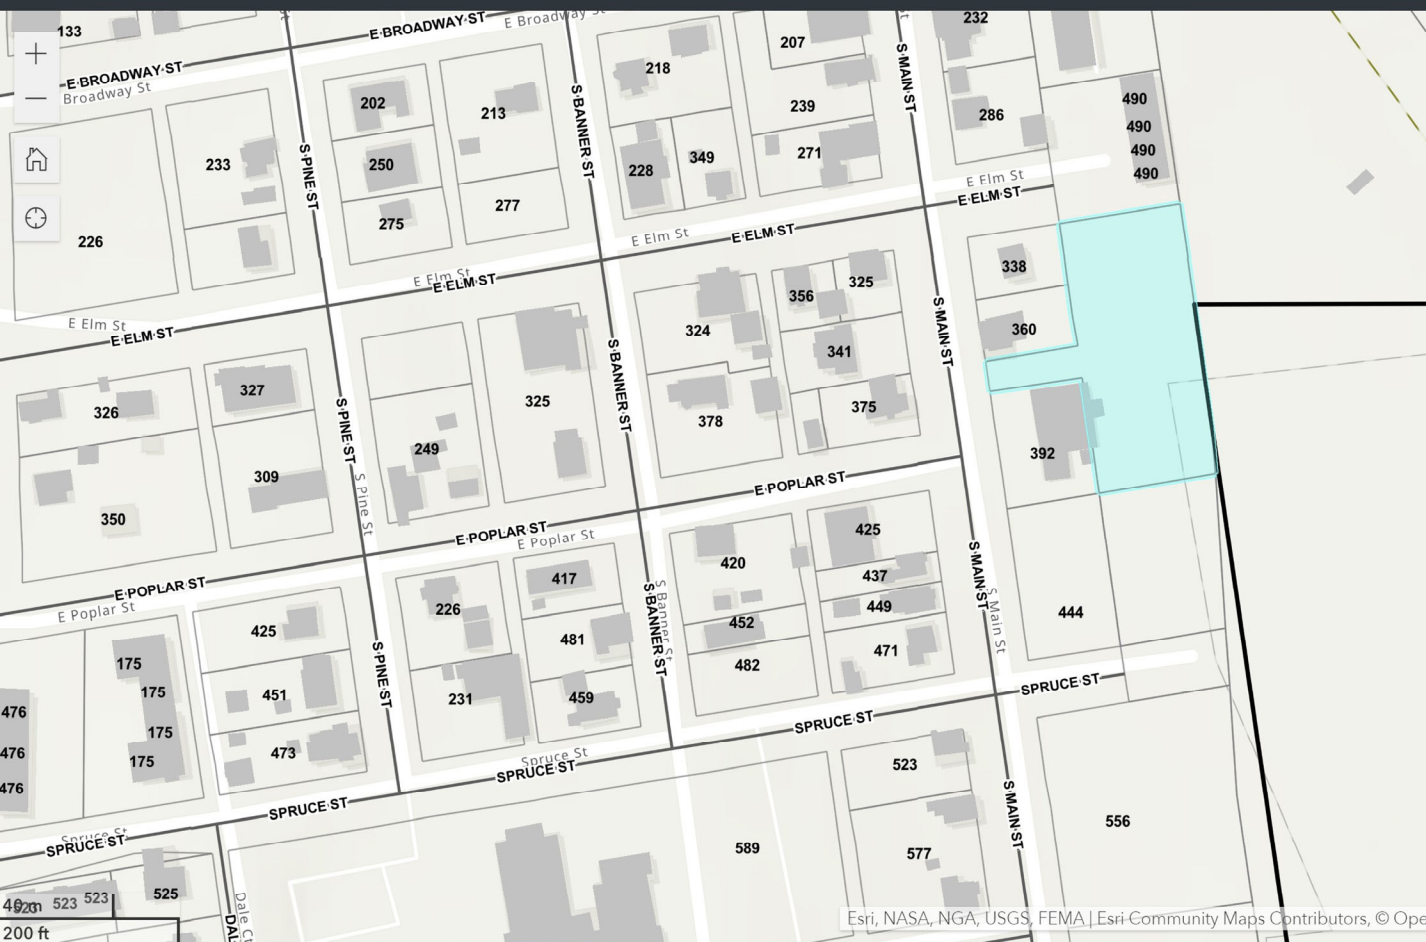 133
E BROADWAY ST
E Broadway St
232
207
218
S MAIN ST
E BROADWAY ST
Broadway St
+
−
202
213
S BANNER ST
239
286
490
490
490
490
233
S PINE ST
250
228
349
271
E Elm St
E ELM ST
275
277
226
E Elm St
E ELM ST
E Elm St
E ELM ST
338
356
325
E Elm St
E ELM ST
324
S MAIN ST
360
341
327
326
325
S BANNER ST
378
375
S PINE ST
249
392
309
S Pine St
E POPLAR ST
350
E POPLAR ST
E Poplar St
425
420
417
437
S MAIN ST
S Main St
E POPLAR ST
E Poplar St
226
449
444
S BANNER ST
S Banner St
452
425
481
471
175
175
175
175
482
S PINE ST
SPRUCE ST
451
231
459
476
476
476
SPRUCE ST
473
Spruce St
SPRUCE ST
523
SPRUCE ST
S MAIN ST
556
Spruce St
SPRUCE ST
589
577
525
523
523
523
40 m
200 ft
Dale Ct
DAL
Esri, NASA, NGA, USGS, FEMA | Esri Community Maps Contributors, © Ope